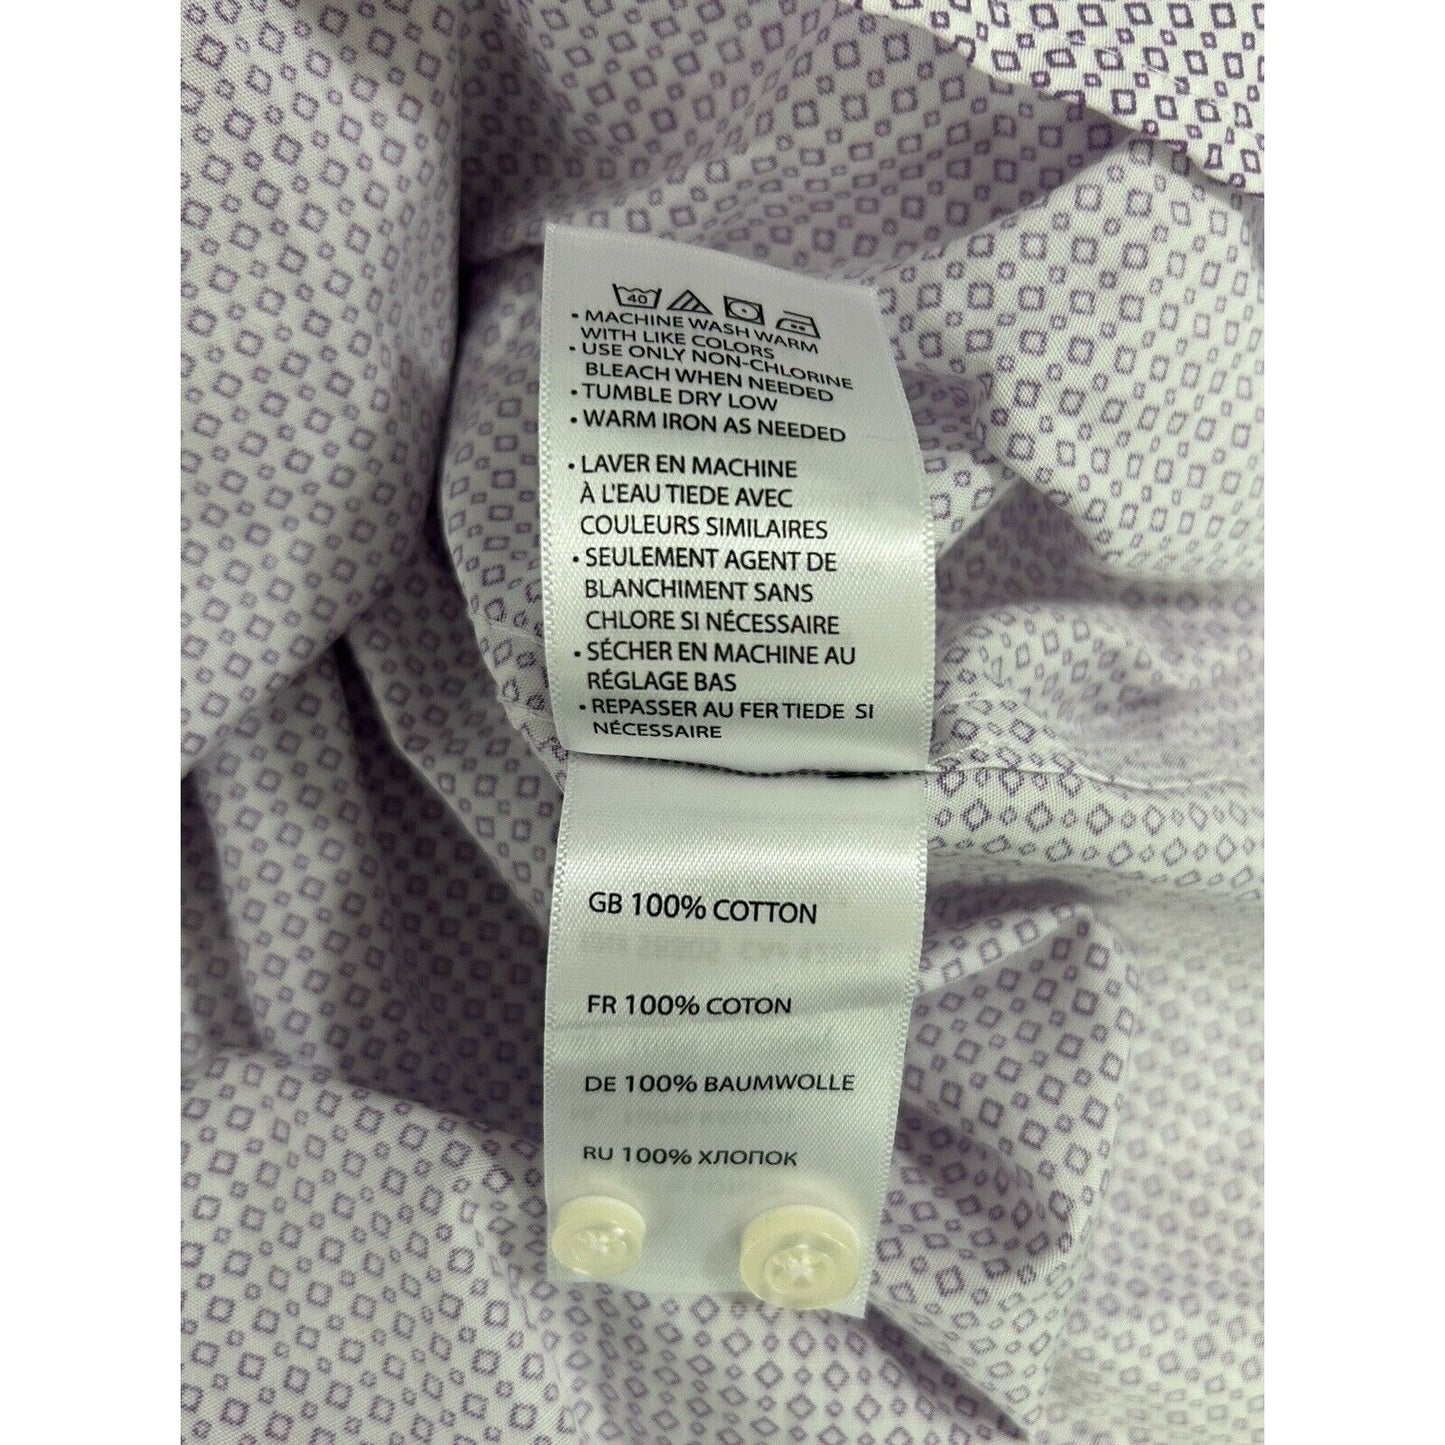 40
• MACHINE WASH WARM
WITH LIKE COLORS
• USE ONLY NON-CHLORINE
BLEACH WHEN NEEDED
• TUMBLE DRY LOW
• WARM IRON AS NEEDED
• LAVER EN MACHINE
À L'EAU TIEDE AVEC
COULEURS SIMILAIRES
• SEULEMENT AGENT DE
BLANCHIMENT SANS
CHLORE SI NÉCESSAIRE
• SÉCHER EN MACHINE AU
RÉGLAGE BAS
• REPASSER AU FER TIEDE SI
NÉCESSAIRE
GB 100% COTTON
FR 100% COTON
DE 100% BAUMWOLLE
RU 100% ХЛОПОК